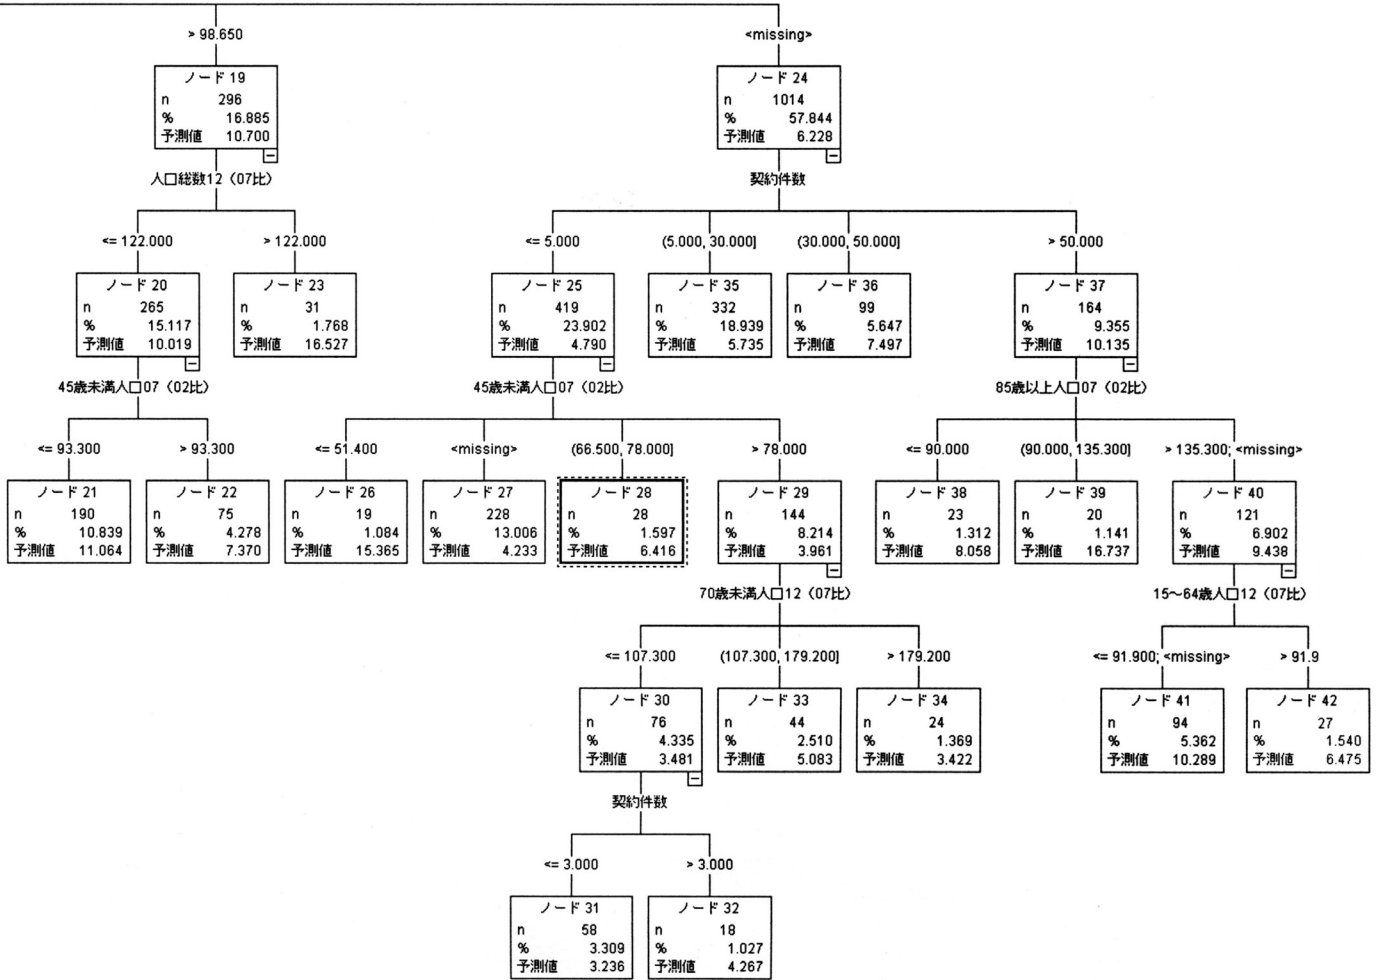 > 98.650
<missing>
ノード 19
n 296
% 16.885
予測値 10.700
ノード 24
n 1014
% 57.844
予測値 6.228
人口総数12（07比）
契約件数
<= 122.000
> 122.000
<= 5.000
(5.000, 30.000]
(30.000, 50.000]
> 50.000
ノード 20
n 265
% 15.117
予測値 10.019
ノード 23
n 31
% 1.768
予測値 16.527
ノード 25
n 419
% 23.902
予測値 4.790
ノード 35
n 332
% 18.939
予測値 5.735
ノード 36
n 99
% 5.647
予測値 7.497
ノード 37
n 164
% 9.355
予測値 10.135
45歳未満人口07（02比）
45歳未満人口07（02比）
85歳以上人口07（02比）
<= 93.300
> 93.300
<= 51.400
<missing>
(66.500, 78.000]
> 78.000
<= 90.000
(90.000, 135.300]
> 135.300; <missing>
ノード 21
n 190
% 10.839
予測値 11.064
ノード 22
n 75
% 4.278
予測値 7.370
ノード 26
n 19
% 1.084
予測値 15.365
ノード 27
n 228
% 13.006
予測値 4.233
ノード 28
n 28
% 1.597
予測値 6.416
ノード 29
n 144
% 8.214
予測値 3.961
ノード 38
n 23
% 1.312
予測値 8.058
ノード 39
n 20
% 1.141
予測値 16.737
ノード 40
n 121
% 6.902
予測値 9.438
70歳未満人口12（07比）
15～64歳人口12（07比）
<= 107.300
(107.300, 179.200]
> 179.200
<= 91.900; <missing>
> 91.9
ノード 30
n 76
% 4.335
予測値 3.481
ノード 33
n 44
% 2.510
予測値 5.083
ノード 34
n 24
% 1.369
予測値 3.422
ノード 41
n 94
% 5.362
予測値 10.289
ノード 42
n 27
% 1.540
予測値 6.475
契約件数
<= 3.000
> 3.000
ノード 31
n 58
% 3.309
予測値 3.236
ノード 32
n 18
% 1.027
予測値 4.267